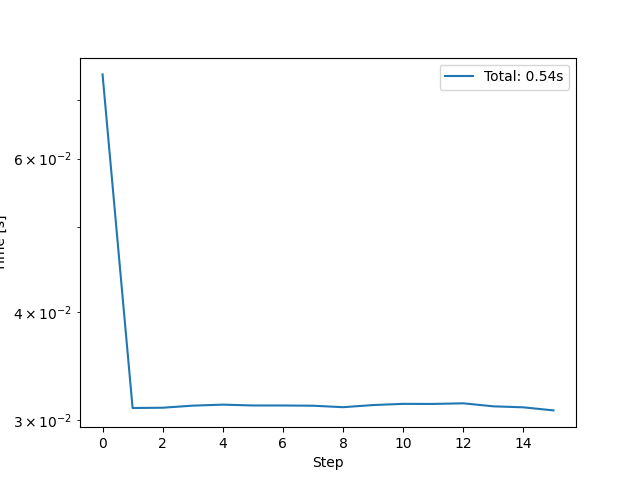 Total: 0.54s
6 × 10⁻²
4 × 10⁻²
3 × 10⁻²
Time [s]
0 2 4 6 8 10 12 14
Step